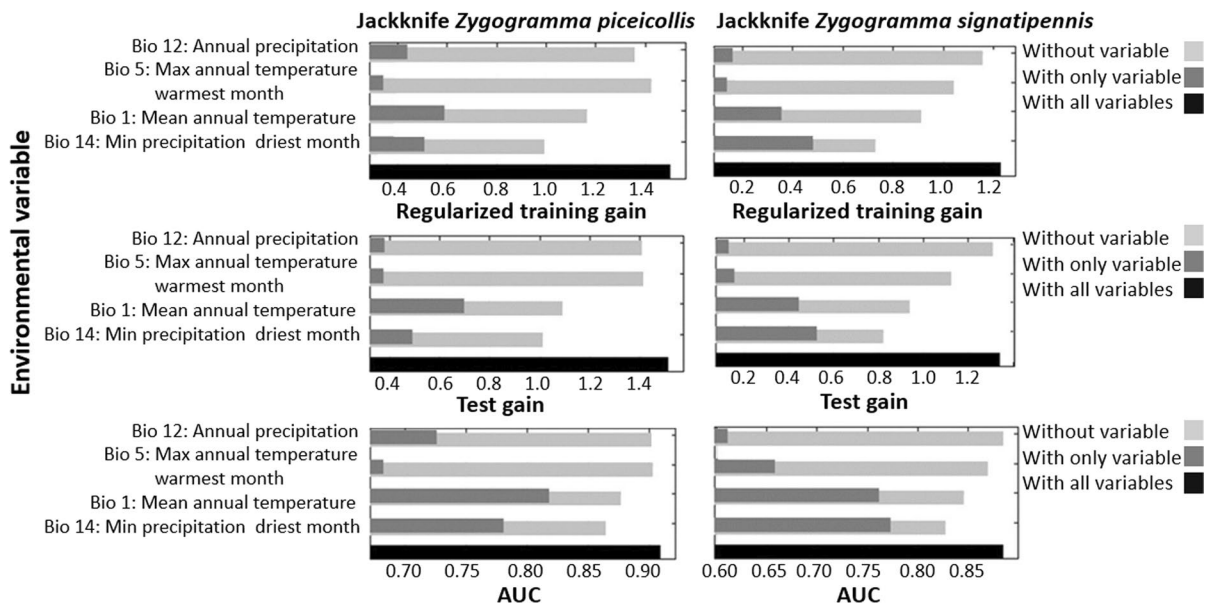 Jackknife Zygogramma piceicollis
Jackknife Zygogramma signatipennis
Environmental variable
Bio 12: Annual precipitation
Bio 5: Max annual temperature
warmest month
Bio 1: Mean annual temperature
Bio 14: Min precipitation driest month
0.4 0.6 0.8 1.0 1.2 1.4
Regularized training gain
0.2 0.4 0.6 0.8 1.0 1.2
Regularized training gain
Without variable
With only variable
With all variables
Bio 12: Annual precipitation
Bio 5: Max annual temperature
warmest month
Bio 1: Mean annual temperature
Bio 14: Min precipitation driest month
0.4 0.6 0.8 1.0 1.2 1.4
Test gain
0.2 0.4 0.6 0.8 1.0 1.2
Test gain
Without variable
With only variable
With all variables
Bio 12: Annual precipitation
Bio 5: Max annual temperature
warmest month
Bio 1: Mean annual temperature
Bio 14: Min precipitation driest month
0.70 0.75 0.80 0.85 0.90
AUC
0.60 0.65 0.70 0.80 0.85
AUC
Without variable
With only variable
With all variables